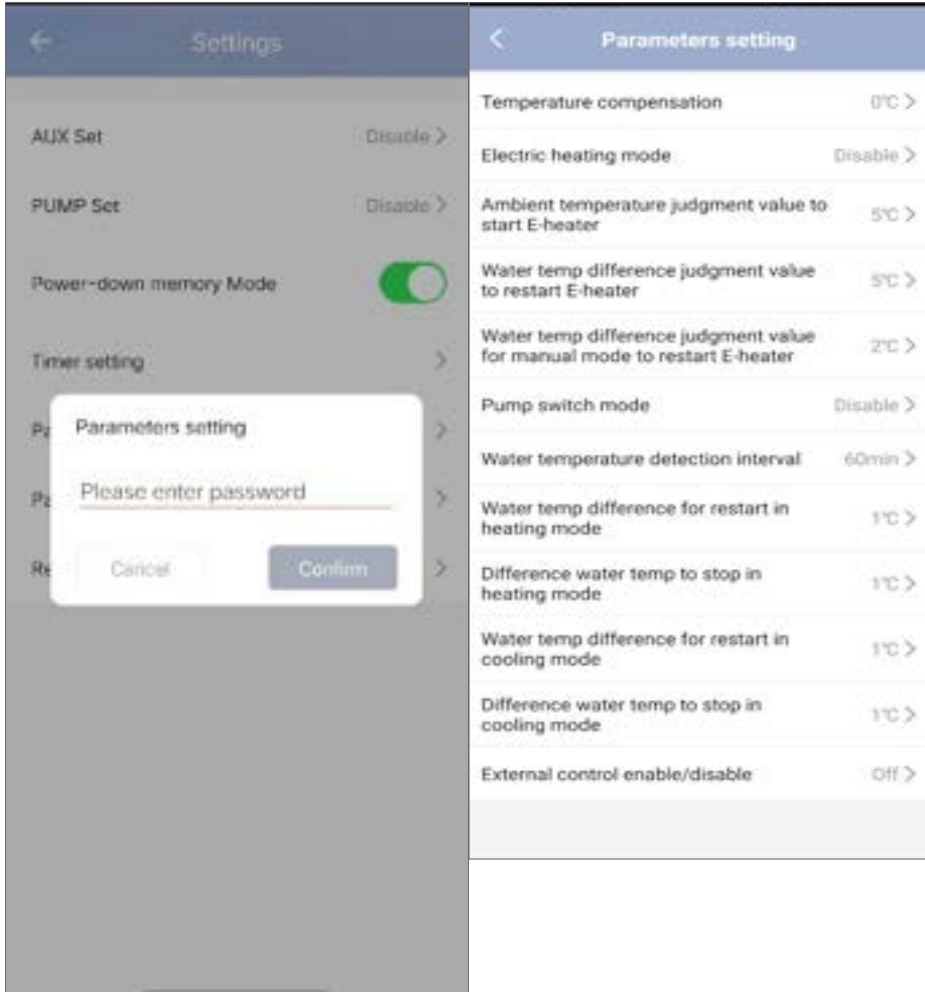 Settings
AUX Set
Disable
PUMP Set
Disable
Power-down memory Mode
Timer setting
Pa
Pa
Re
Parameters setting
Please enter password
Cancel
Confirm
Parameters setting
Temperature compensation
0℃
Electric heating mode
Disable
Ambient temperature judgment value to
start E-heater
5℃
Water temp difference judgment value
to restart E-heater
5℃
Water temp difference judgment value
for manual mode to restart E-heater
2℃
Pump switch mode
Disable
Water temperature detection interval
60min
Water temp difference for restart in
heating mode
1℃
Difference water temp to stop in
heating mode
1℃
Water temp difference for restart in
cooling mode
1℃
Difference water temp to stop in
cooling mode
1℃
External control enable/disable
Off